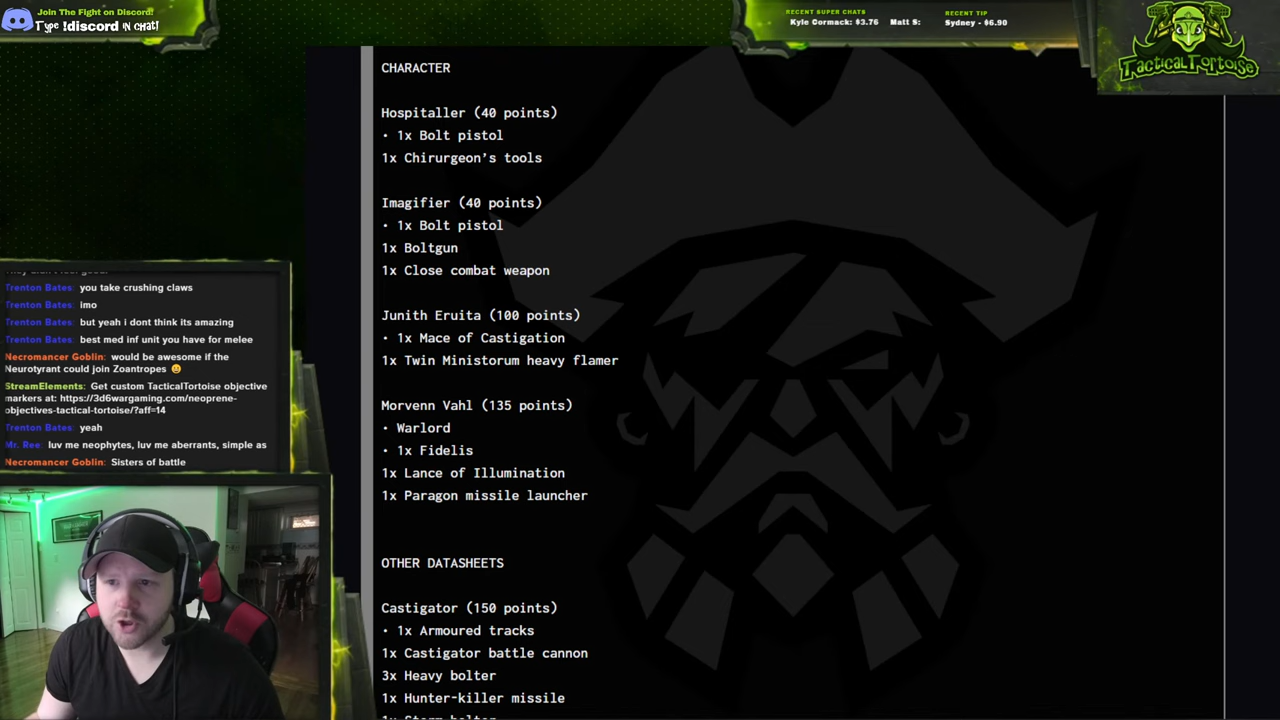 Join The Fight on Discord!
Type !discord in chat!
RECENT SUPER CHATS
Kyle Cormack: $3.76 Matt S:
RECENT TIP
Sydney - $6.90
TacticalTortoise
CHARACTER
Hospitaller (40 points)
• 1x Bolt pistol
1x Chirurgeon's tools
Imagifier (40 points)
• 1x Bolt pistol
1x Boltgun
1x Close combat weapon
Junith Eruita (100 points)
• 1x Mace of Castigation
1x Twin Ministorum heavy flamer
Morvenn Vahl (135 points)
• Warlord
• 1x Fidelis
1x Lance of Illumination
1x Paragon missile launcher
OTHER DATASHEETS
Castigator (150 points)
• 1x Armoured tracks
1x Castigator battle cannon
3x Heavy bolter
1x Hunter-killer missile
1x Storm bolter
Trenton Bates: you take crushing claws
Trenton Bates: imo
Trenton Bates: but yeah i dont think its amazing
Trenton Bates: best med inf unit you have for melee
Necromancer Goblin: would be awesome if the
Neurotyrant could join Zoantropes 🙂
StreamElements: Get custom TacticalTortoise objective
markers at: https://3d6wargaming.com/neoprene-
objectives-tactical-tortoise/?aff=14
Trenton Bates: yeah
Mr. Ree: luv me neophytes, luv me aberrants, simple as
Necromancer Goblin: Sisters of battle